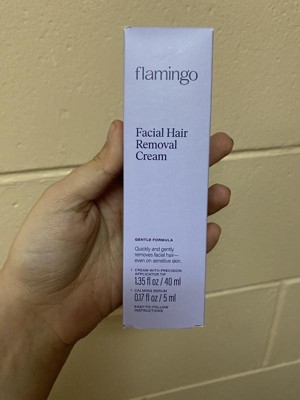 flamingo
Facial Hair
Removal
Cream
GENTLE FORMULA
Quickly and gently
removes facial hair—
even on sensitive skin.
• CREAM WITH PRECISION
APPLICATOR TIP
1.35 fl oz / 40 ml
• CALMING SERUM
0.17 fl oz / 5 ml
EASY-TO-FOLLOW
INSTRUCTIONS